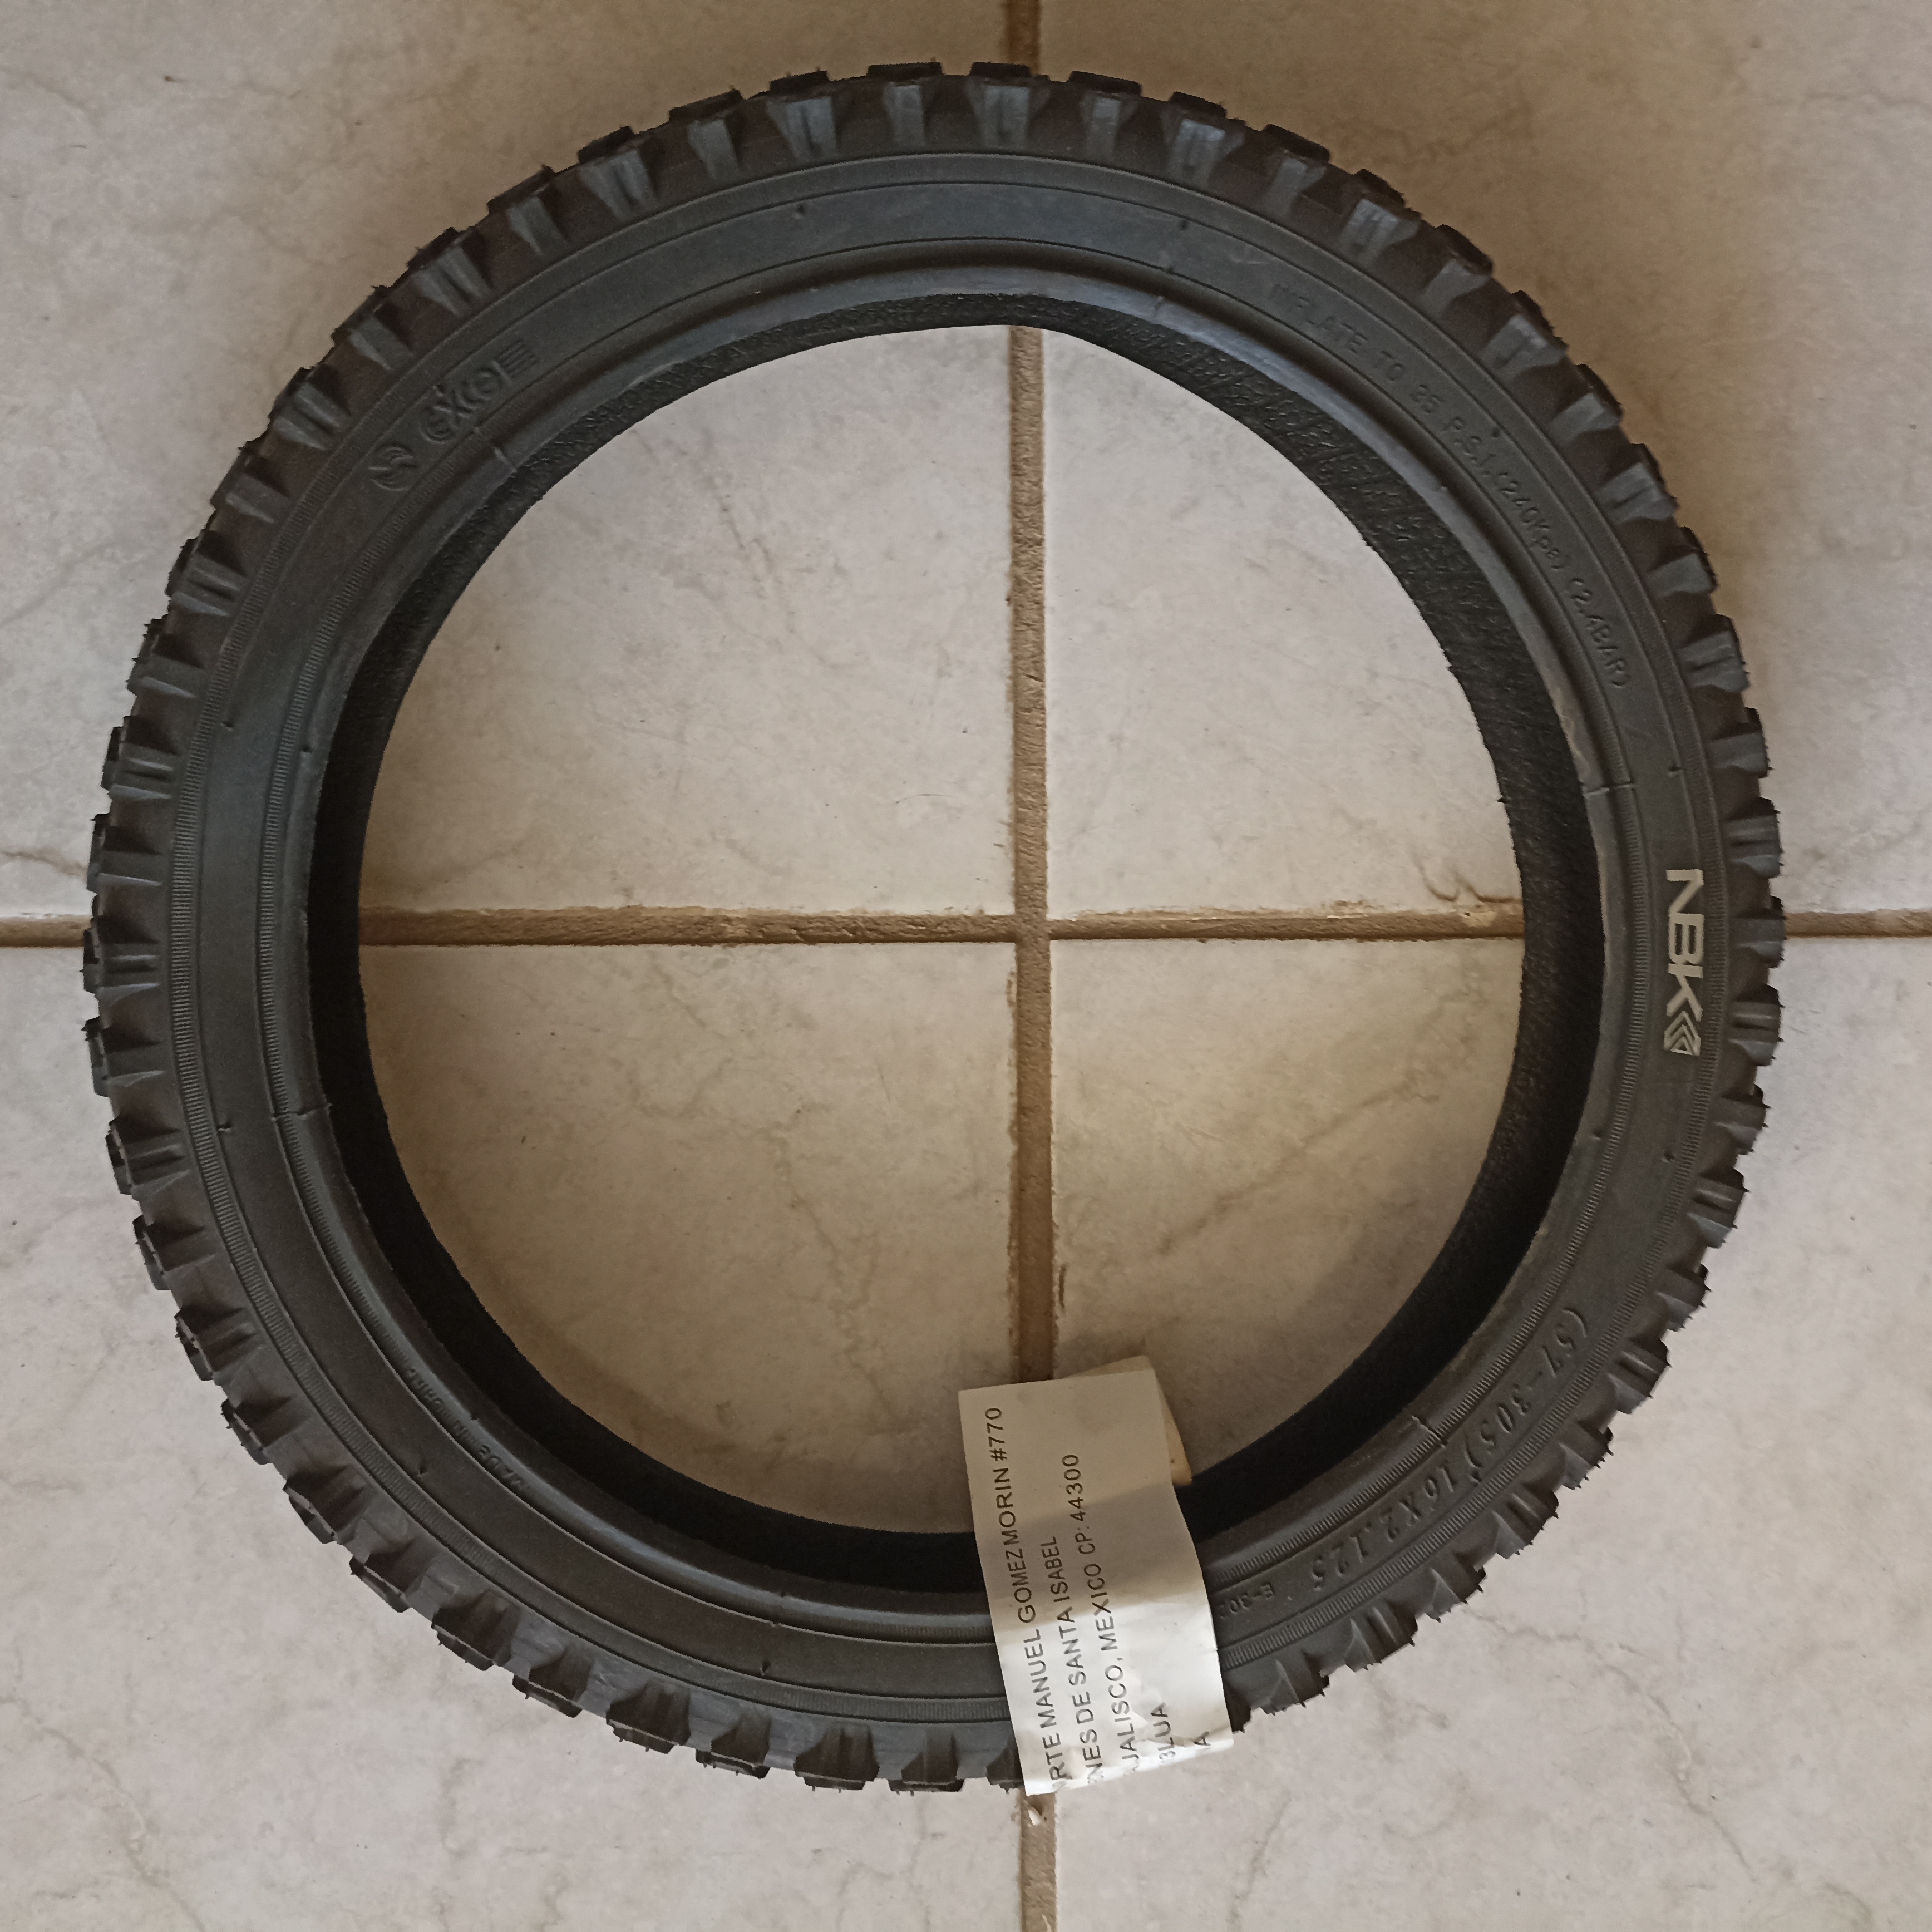 excel
INFLATE TO 35 P.S.I. (240Kpa) (2.4BAR)
NBK
(57-305) 16X2.125
E-30
MADE IN CHINA
RTE MANUEL GOMEZ MORIN #770
NES DE SANTA ISABEL
JALISCO, MEXICO CP: 44300
BLUA
A